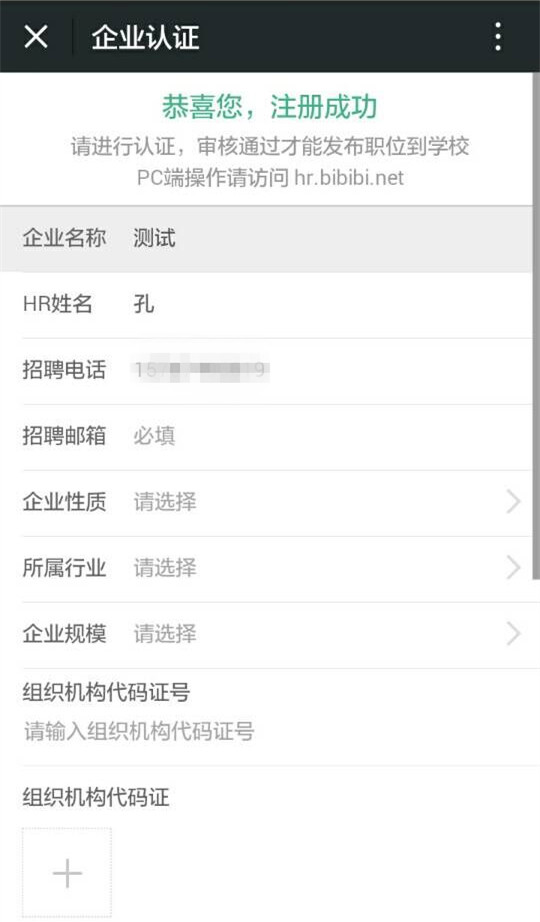 企业认证
恭喜您，注册成功
请进行认证，审核通过才能发布职位到学校
PC端操作请访问 hr.bibibi.net
企业名称 测试
HR姓名 孔
招聘电话
招聘邮箱 必填
企业性质 请选择
所属行业 请选择
企业规模 请选择
组织机构代码证号
请输入组织机构代码证号
组织机构代码证